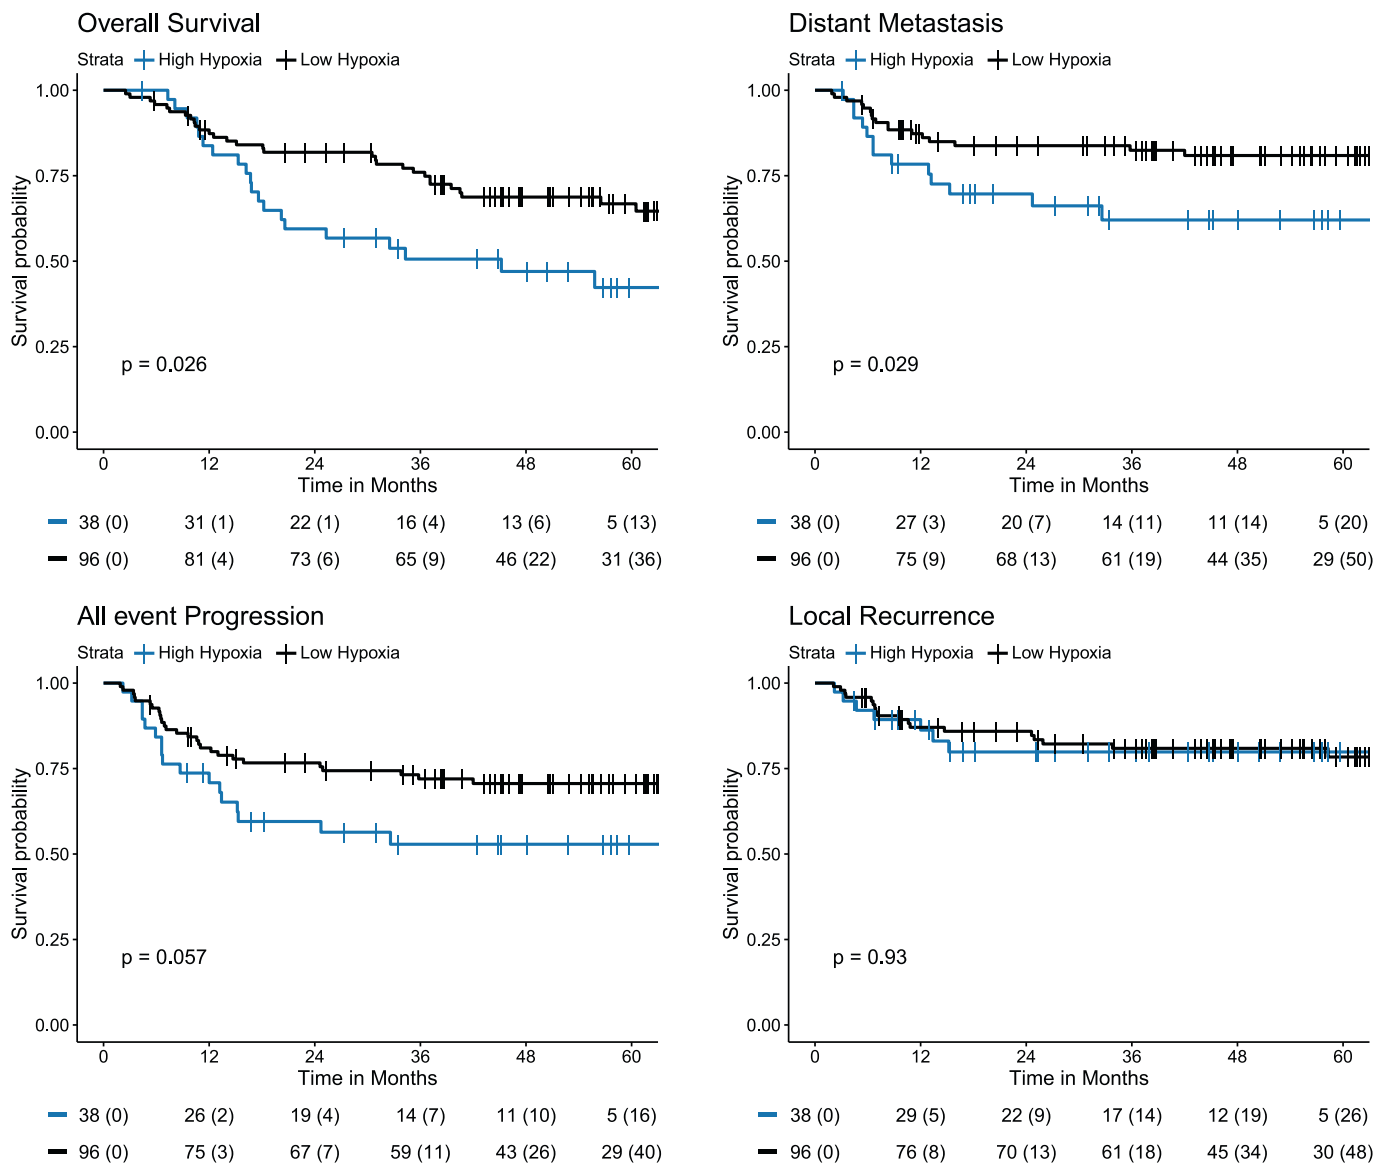 Overall Survival
Strata High Hypoxia Low Hypoxia
Survival probability
1.00
0.75
0.50
0.25
0.00
p = 0.026
0 12 24 36 48 60
Time in Months
38 (0) 31 (1) 22 (1) 16 (4) 13 (6) 5 (13)
96 (0) 81 (4) 73 (6) 65 (9) 46 (22) 31 (36)
Distant Metastasis
Strata High Hypoxia Low Hypoxia
Survival probability
1.00
0.75
0.50
0.25
0.00
p = 0.029
0 12 24 36 48 60
Time in Months
38 (0) 27 (3) 20 (7) 14 (11) 11 (14) 5 (20)
96 (0) 75 (9) 68 (13) 61 (19) 44 (35) 29 (50)
All event Progression
Strata High Hypoxia Low Hypoxia
Survival probability
1.00
0.75
0.50
0.25
0.00
p = 0.057
0 12 24 36 48 60
Time in Months
38 (0) 26 (2) 19 (4) 14 (7) 11 (10) 5 (16)
96 (0) 75 (3) 67 (7) 59 (11) 43 (26) 29 (40)
Local Recurrence
Strata High Hypoxia Low Hypoxia
Survival probability
1.00
0.75
0.50
0.25
0.00
p = 0.93
0 12 24 36 48 60
Time in Months
38 (0) 29 (5) 22 (9) 17 (14) 12 (19) 5 (26)
96 (0) 76 (8) 70 (13) 61 (18) 45 (34) 30 (48)